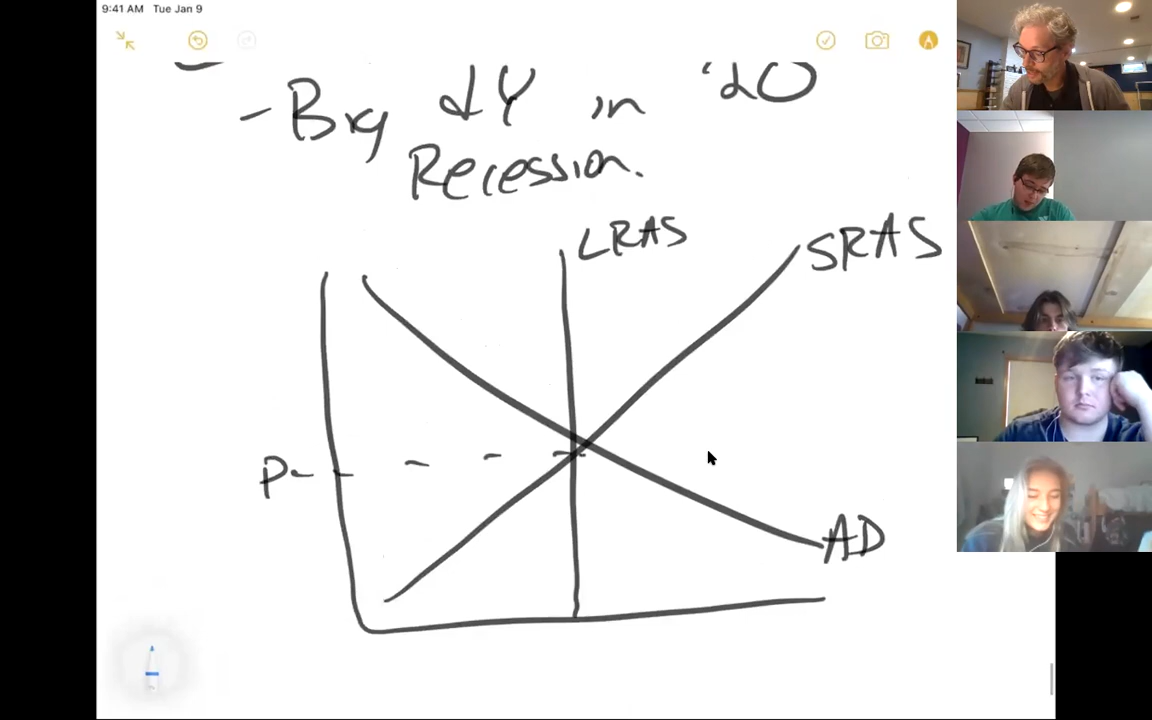 9:41 AM Tue Jan 9
- Big ↓Y in '20
Recession.
LRAS
SRAS
P
AD